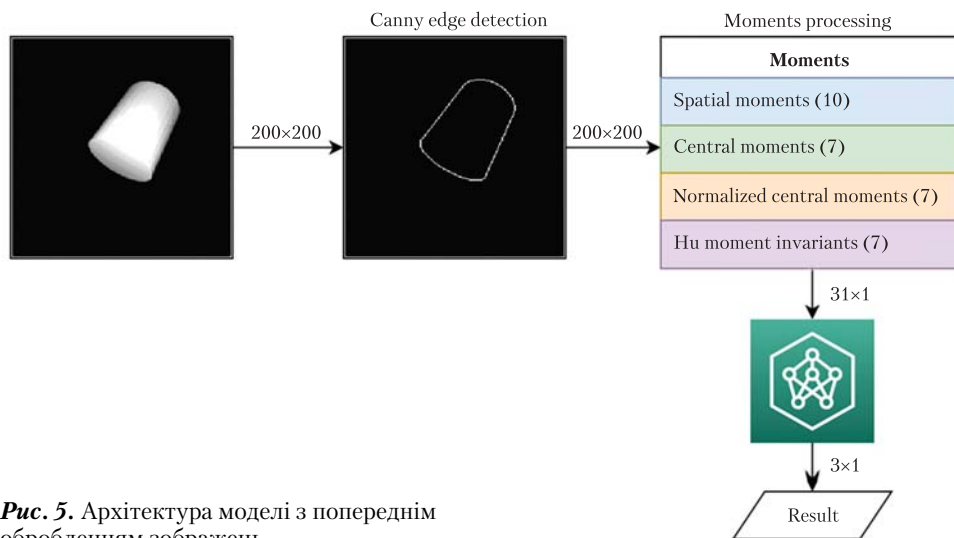 Canny edge detection
Moments processing
Moments
Spatial moments (10)
Central moments (7)
Normalized central moments (7)
Hu moment invariants (7)
200×200
200×200
31×1
3×1
Result
Рис. 5. Архітектура моделі з попереднім
обробленням зображень